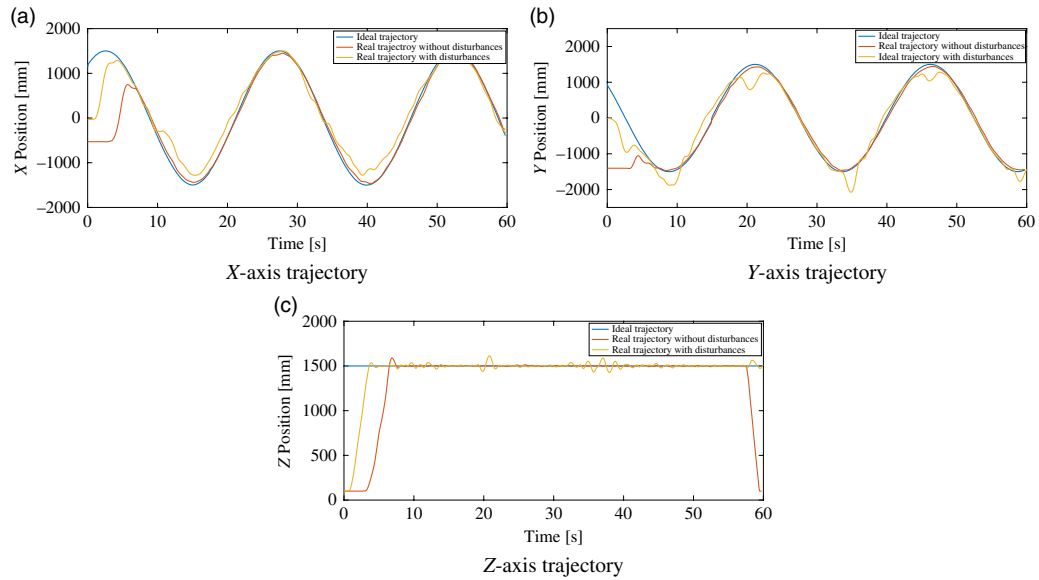 (a)
2000
1000
0
−1000
−2000
X Position [mm]
Ideal trajectory
Real trajectroy without disturbances
Real trajectory with disturbances
0
10
20
30
40
50
60
Time [s]
X-axis trajectory
(b)
2000
1000
0
−1000
−2000
Y Position [mm]
Ideal trajectory
Real trajectory without disturbances
Ideal trajectory with disturbances
0
10
20
30
40
50
60
Time [s]
Y-axis trajectory
(c)
2000
1500
1000
500
0
Z Position [mm]
Ideal trajectory
Real trajectory without disturbances
Real trajectory with disturbances
0
10
20
30
40
50
60
Time [s]
Z-axis trajectory